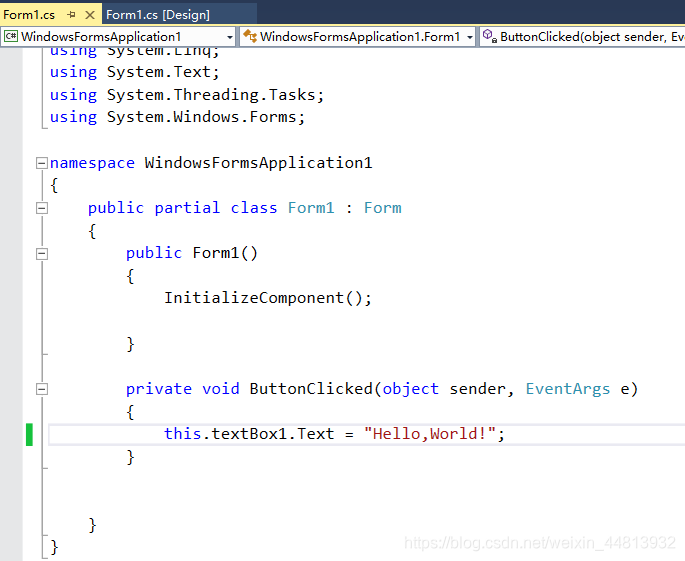 Form1.cs Form1.cs [Design]
C# WindowsFormsApplication1 WindowsFormsApplication1.Form1 ButtonClicked(object sender, Ev
using System.Linq;
using System.Text;
using System.Threading.Tasks;
using System.Windows.Forms;
namespace WindowsFormsApplication1
{
public partial class Form1 : Form
{
public Form1()
{
InitializeComponent();
}
private void ButtonClicked(object sender, EventArgs e)
{
this.textBox1.Text = "Hello,World!";
}
}
}
https://blog.csdn.net/weixin_44813932